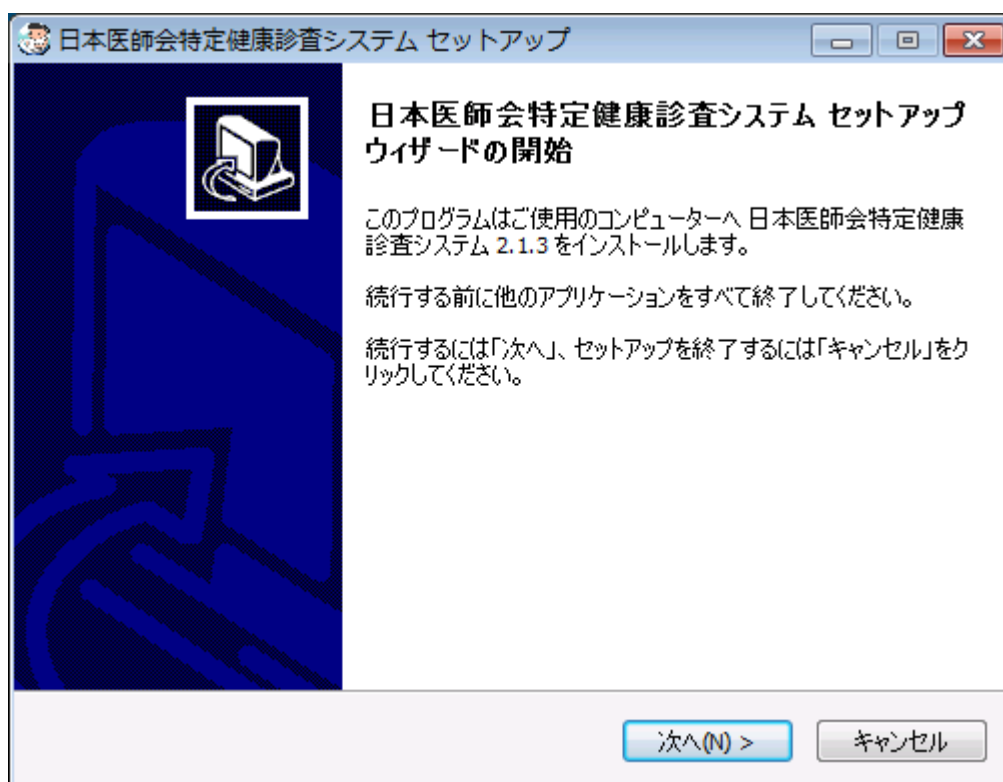 日本医師会特定健康診査システム セットアップ
日本医師会特定健康診査システム セットアップ
ウィザードの開始
このプログラムはご使用のコンピューターへ 日本医師会特定健康
診査システム 2.1.3 をインストールします。
続行する前に他のアプリケーションをすべて終了してください。
続行するには「次へ」、セットアップを終了するには「キャンセル」をク
リックしてください。
次へ(N) >
キャンセル